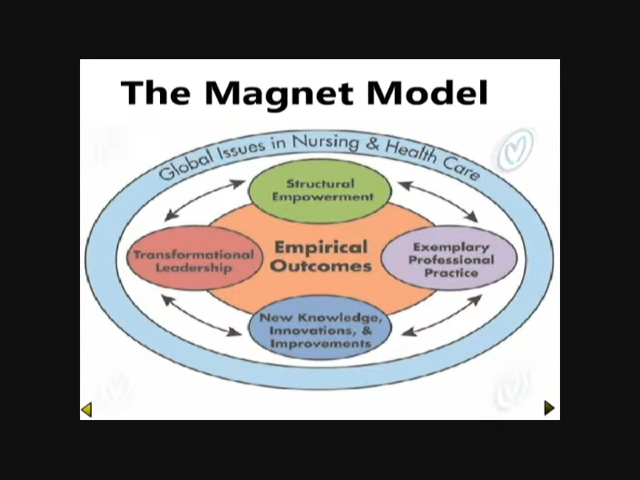 The Magnet Model
Global Issues in Nursing & Health Care
Structural
Empowerment
Transformational
Leadership
Empirical
Outcomes
Exemplary
Professional
Practice
New Knowledge,
Innovations, &
Improvements